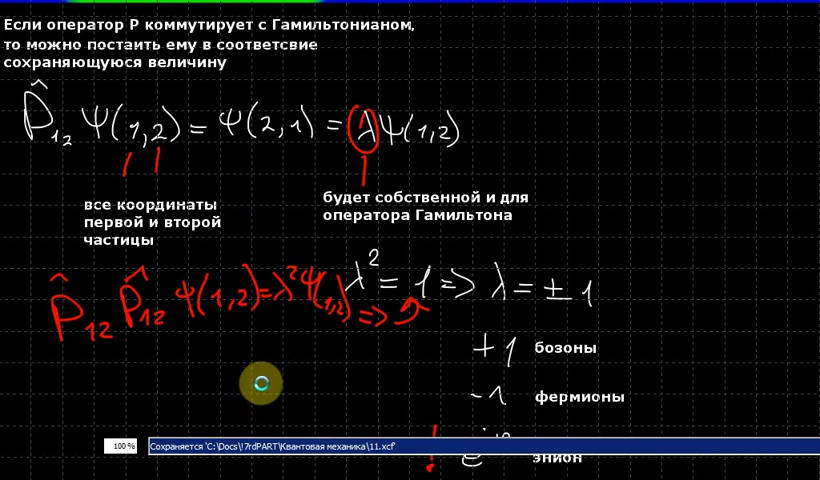 Если оператор P коммутирует с Гамильтонианом,
то можно постаить ему в соответсвие
сохраняющуюся величину
P̂₁₂ Ψ(1,2) = Ψ(2,1) = λΨ(1,2)
все координаты
первой и второй
частицы
будет собственной и для
оператора Гамильтона
P̂₁₂ P̂₁₂ Ψ(1,2) = λ²Ψ(1,2) =>
λ² = 1 => λ = ± 1
+1 бозоны
-1 фермионы
100 % Сохраняется 'C:\Docs\!7rdPART\Квантовая механика\11.xcf'
! энион